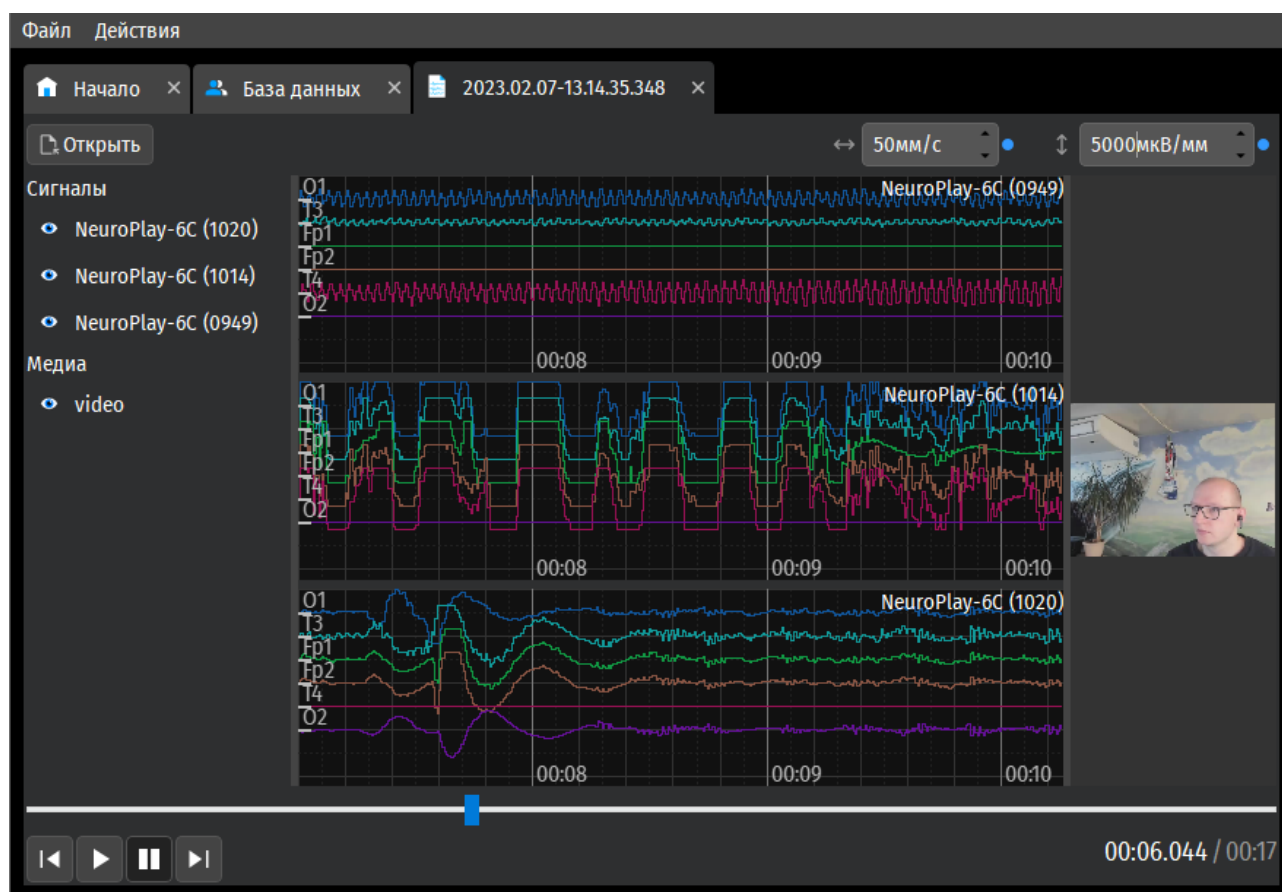 Файл Действия
Начало × База данных × 2023.02.07-13.14.35.348 ×
Открыть 50мм/с 5000мкВ/мм
Сигналы
NeuroPlay-6C (1020)
NeuroPlay-6C (1014)
NeuroPlay-6C (0949)
Медиа
video
O1 NeuroPlay-6C (0949)
T3
Fp1
Fp2
T4
O2
00:08 00:09 00:10
O1 NeuroPlay-6C (1014)
T3
Fp1
Fp2
T4
O2
00:08 00:09 00:10
O1 NeuroPlay-6C (1020)
T3
Fp1
Fp2
T4
O2
00:08 00:09 00:10
00:06.044 / 00:17